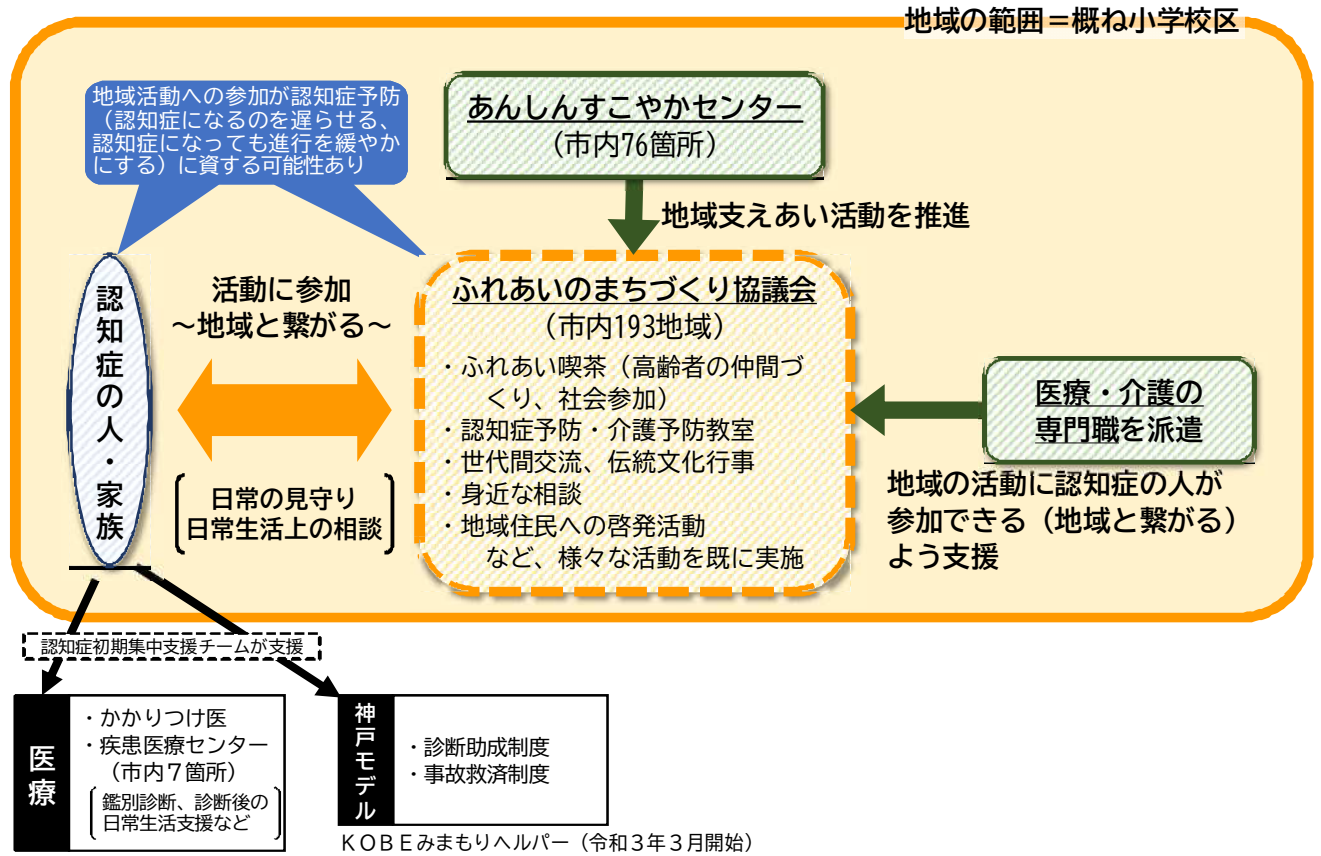 地域の範囲＝概ね小学校区
地域活動への参加が認知症予防
（認知症になるのを遅らせる、
認知症になっても進行を緩やか
にする）に資する可能性あり
あんしんすこやかセンター
（市内76箇所）
地域支えあい活動を推進
認知症の人・家族
活動に参加
～地域と繋がる～
日常の見守り
日常生活上の相談
ふれあいのまちづくり協議会
（市内193地域）
・ふれあい喫茶（高齢者の仲間づ
くり、社会参加）
・認知症予防・介護予防教室
・世代間交流、伝統文化行事
・身近な相談
・地域住民への啓発活動
など、様々な活動を既に実施
医療・介護の
専門職を派遣
地域の活動に認知症の人が
参加できる（地域と繋がる）
よう支援
認知症初期集中支援チームが支援
医療
・かかりつけ医
・疾患医療センター
（市内７箇所）
鑑別診断、診断後の
日常生活支援など
神戸モデル
・診断助成制度
・事故救済制度
ＫＯＢＥみまもりヘルパー（令和３年３月開始）